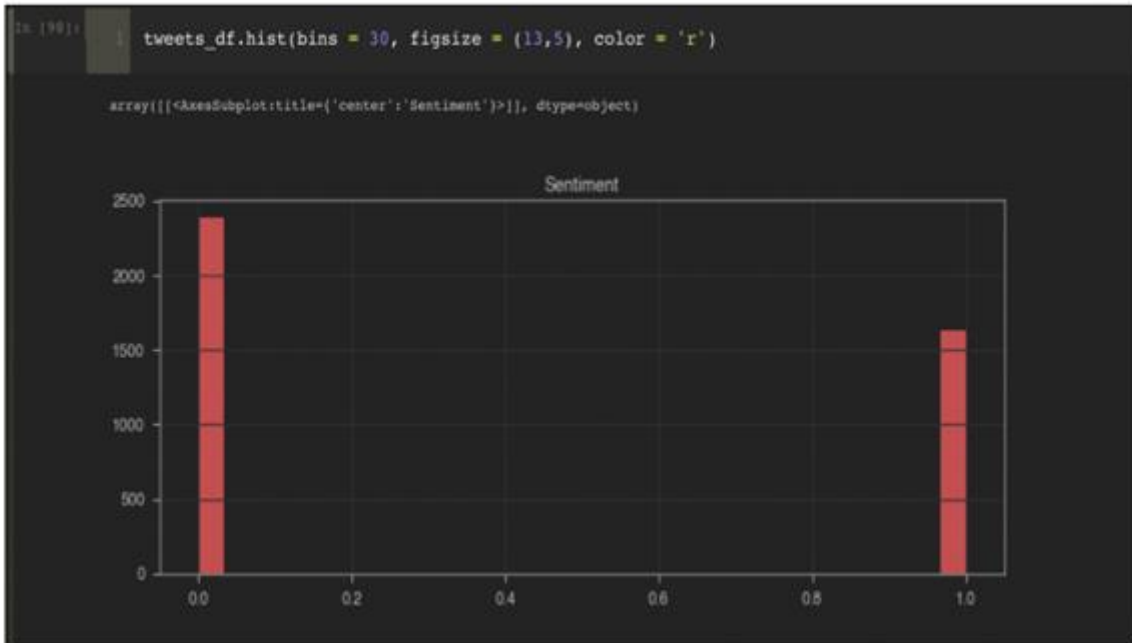 In [98]:
1 tweets_df.hist(bins = 30, figsize = (13,5), color = 'r')
array([[<AxesSubplot:title={'center':'Sentiment'}>]], dtype=object)
Sentiment
2500
2000
1500
1000
500
0
0.0 0.2 0.4 0.6 0.8 1.0